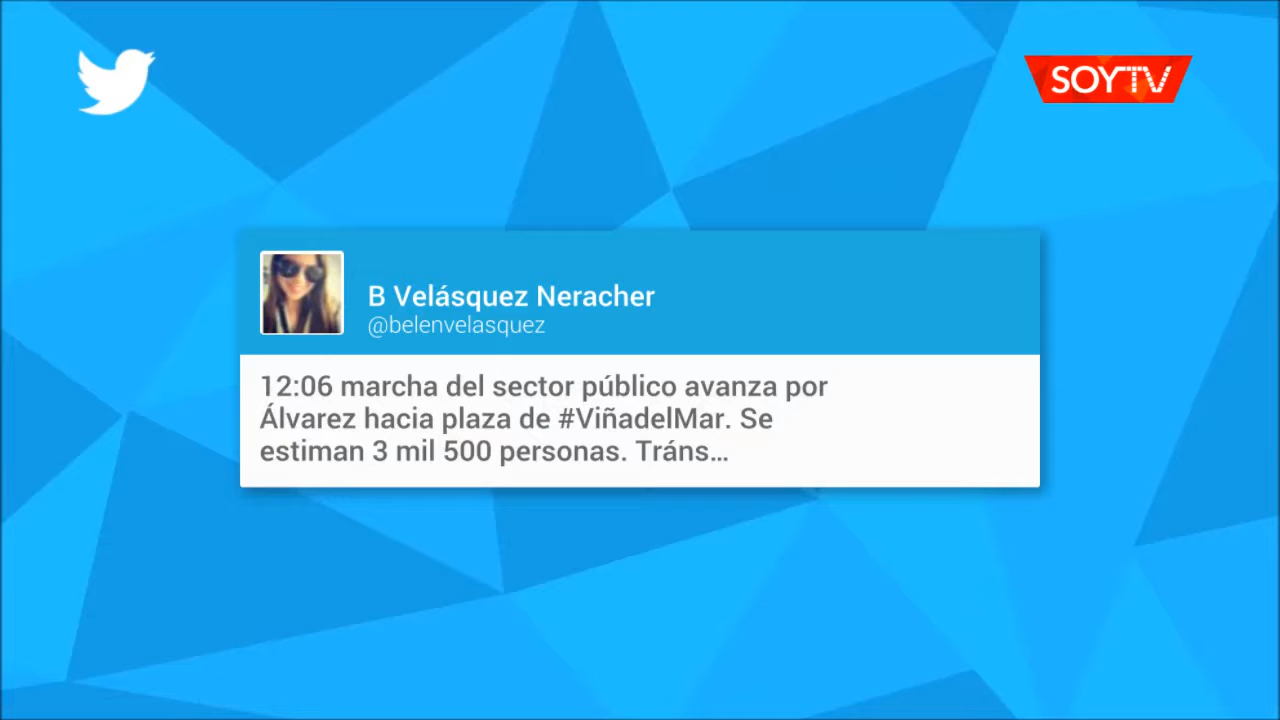 SOYTV
B Velásquez Neracher
@belenvelasquez
12:06 marcha del sector público avanza por
Álvarez hacia plaza de #ViñadelMar. Se
estiman 3 mil 500 personas. Tráns…